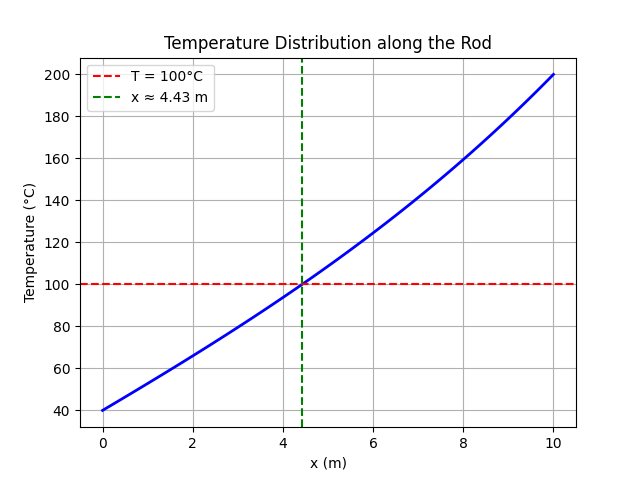 Temperature Distribution along the Rod
T = 100°C
x ≈ 4.43 m
200
180
160
140
120
100
80
60
40
Temperature (°C)
0 2 4 6 8 10
x (m)